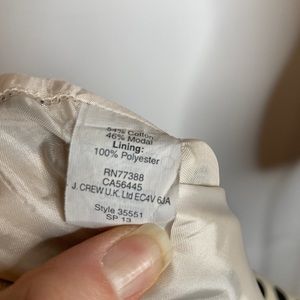 54% Cotton
46% Modal
Lining:
100% Polyester
RN77388
CA56445
J. CREW U.K. Ltd EC4V 6JA
Style 35551
SP 13